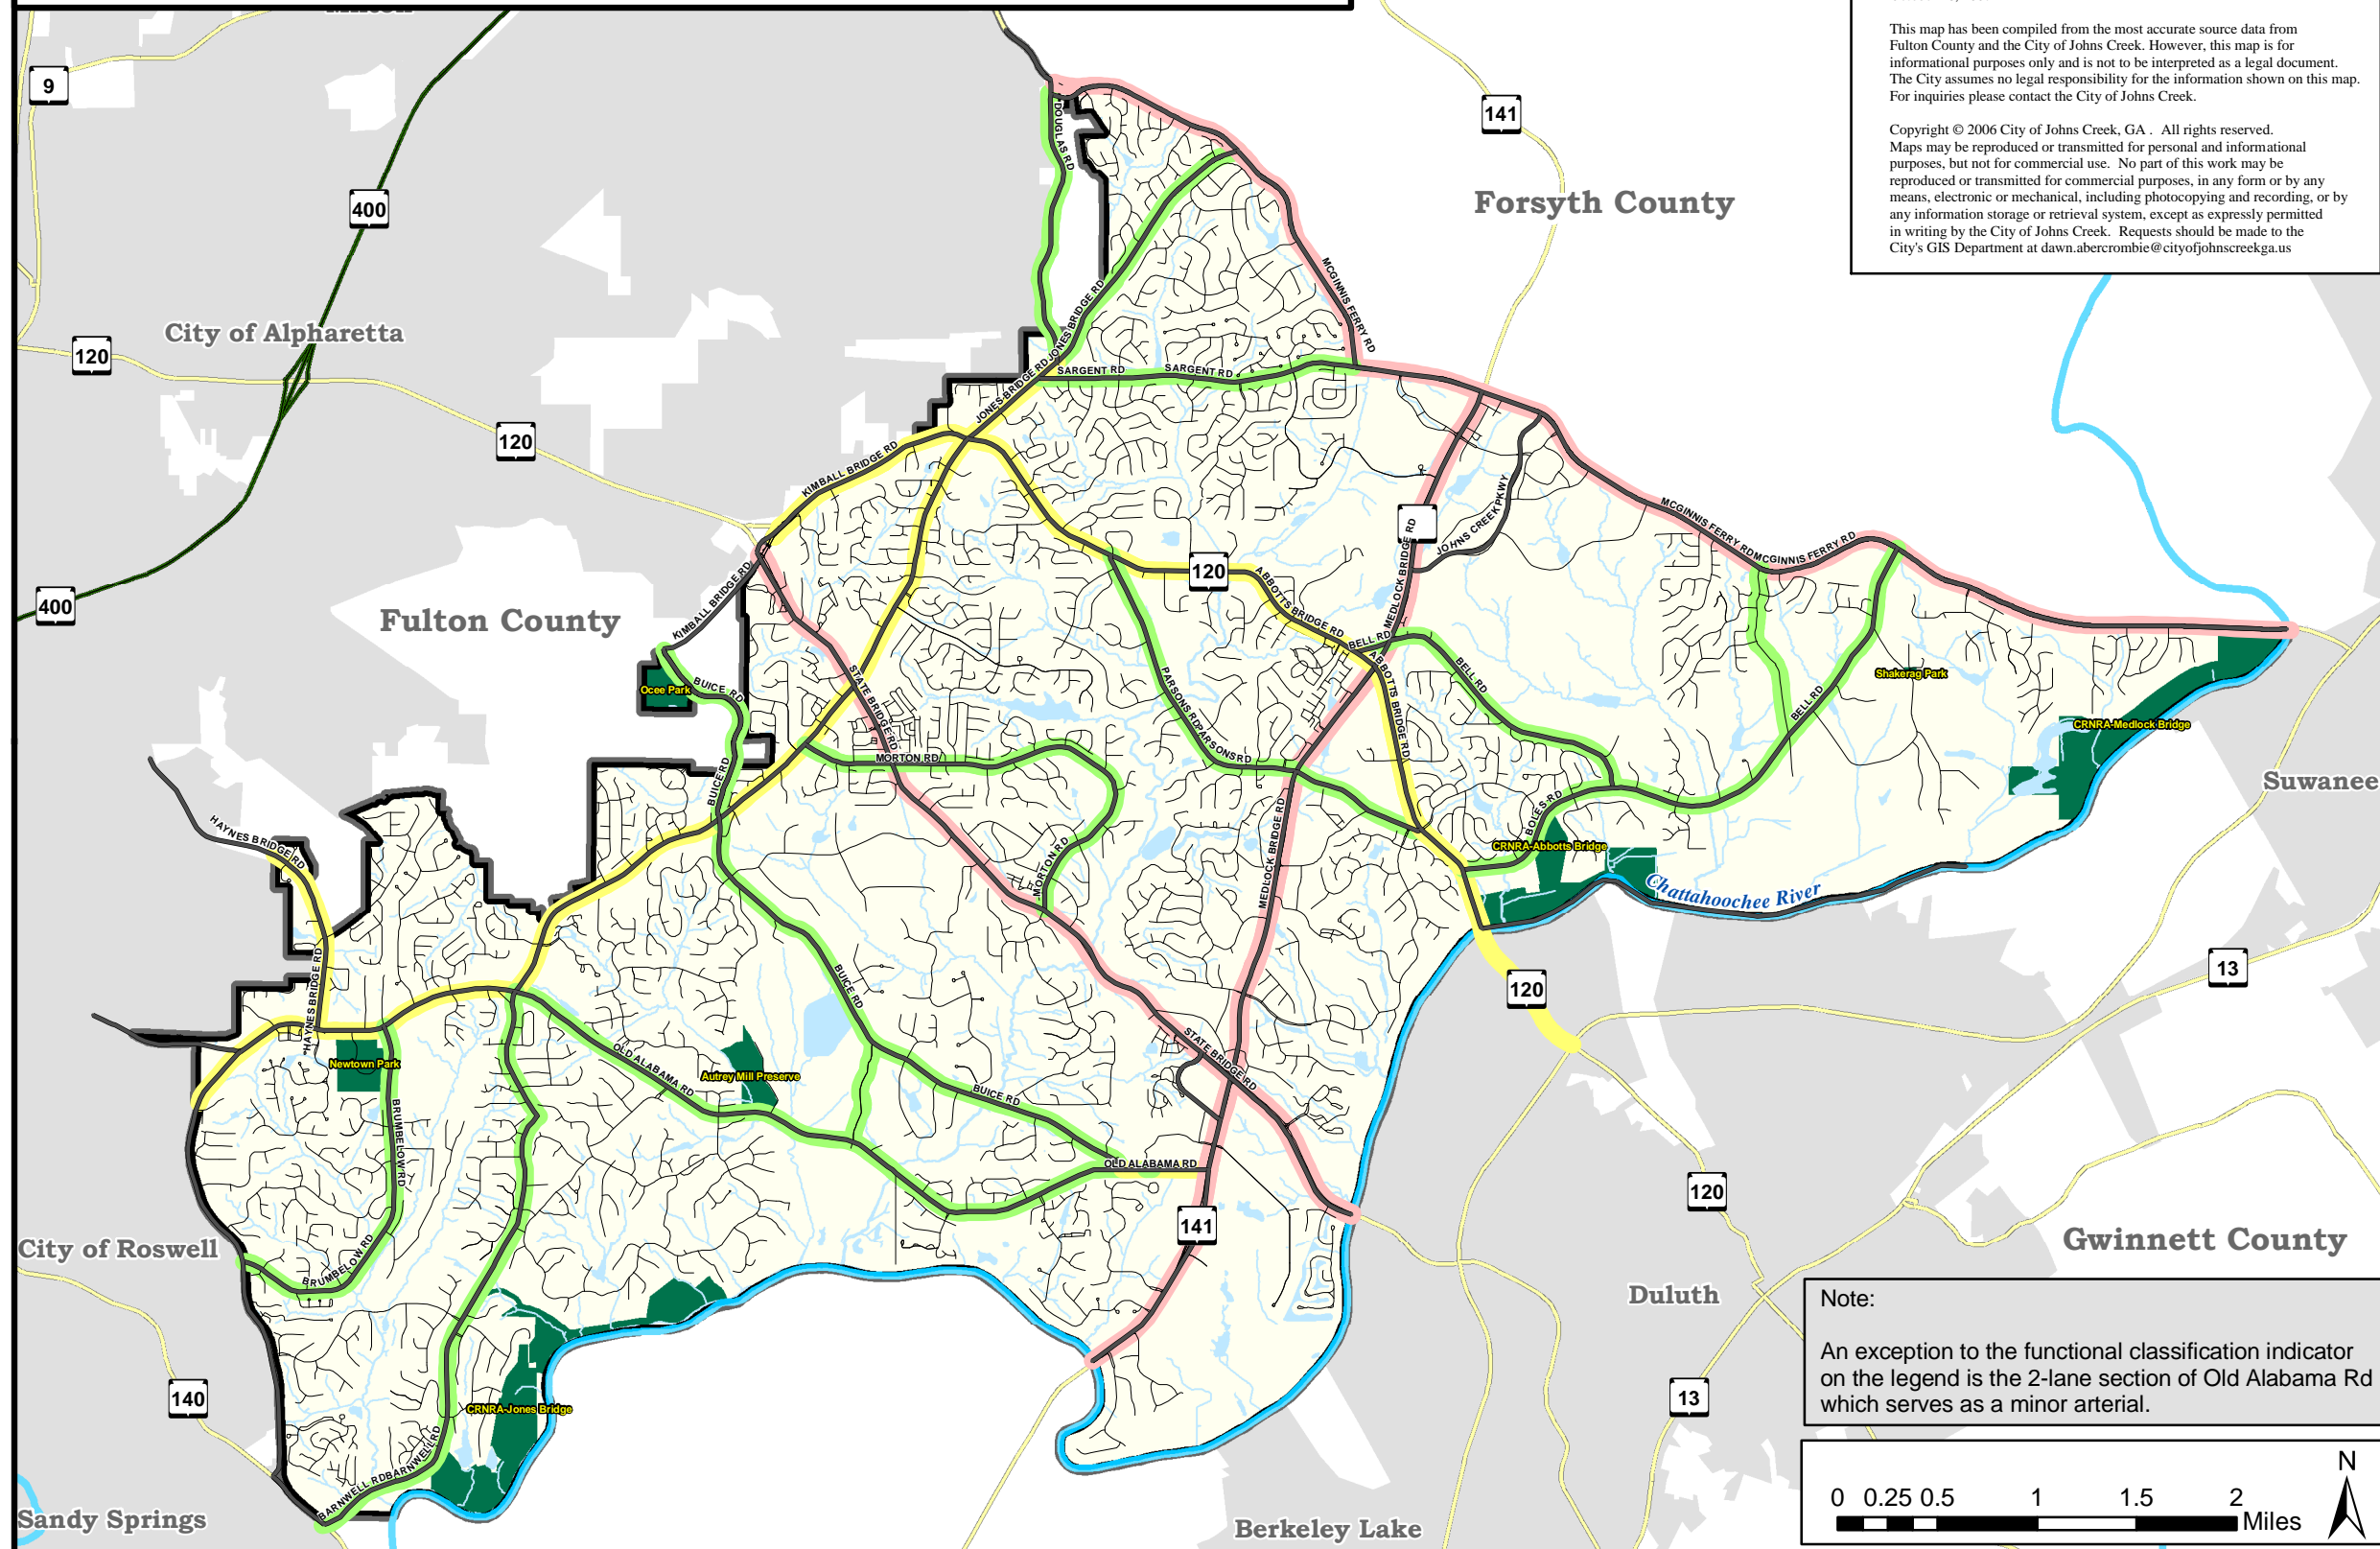 This map has been compiled from the most accurate source data from
Fulton County and the City of Johns Creek. However, this map is for
informational purposes only and is not to be interpreted as a legal document.
The City assumes no legal responsibility for the information shown on this map.
For inquiries please contact the City of Johns Creek.
Copyright © 2006 City of Johns Creek, GA . All rights reserved.
Maps may be reproduced or transmitted for personal and informational
purposes, but not for commercial use. No part of this work may be
reproduced or transmitted for commercial purposes, in any form or by any
means, electronic or mechanical, including photocopying and recording, or by
any information storage or retrieval system, except as expressly permitted
in writing by the City of Johns Creek. Requests should be made to the
City's GIS Department at dawn.abercrombie@cityofjohnscreekga.us
9
141
DOUGLAS RD
400
Forsyth County
MCGINNIS FERRY RD
JONES BRIDGE RD
City of Alpharetta
120
SARGENT RD
SARGENT RD
JONES BRIDGE RD
120
KIMBALL BRIDGE RD
MEDLOCK BRIDGE RD
JOHNS CREEK PKWY
MCGINNIS FERRY RD
MCGINNIS FERRY RD
120
ABBOTTS BRIDGE RD
400
KIMBALL BRIDGE RD
Fulton County
BELL RD
MEDLOCK BRIDGE RD
BELL RD
Ocee Park
BUICE RD
STATE BRIDGE RD
PARSONS RD
PARSONS RD
ABBOTTS BRIDGE RD
BELL RD
Shakerag Park
CRNRA-Medlock Bridge
MORTON RD
BUICE RD
Suwanee
HAYNES BRIDGE RD
MEDLOCK BRIDGE RD
BOLES RD
CRNRA-Abbotts Bridge
MORTON RD
Chattahoochee River
HAYNES BRIDGE RD
BUICE RD
120
13
Newtown Park
OLD ALABAMA RD
Autrey Mill Preserve
STATE BRIDGE RD
BUICE RD
BRUMBELOW RD
OLD ALABAMA RD
120
141
City of Roswell
BRUMBELOW RD
Gwinnett County
Duluth
140
CRNRA-Jones Bridge
13
BARNWELL RD
BARNWELL RD
Sandy Springs
Berkeley Lake
Note:
An exception to the functional classification indicator
on the legend is the 2-lane section of Old Alabama Rd
which serves as a minor arterial.
N
0 0.25 0.5 1 1.5 2
Miles